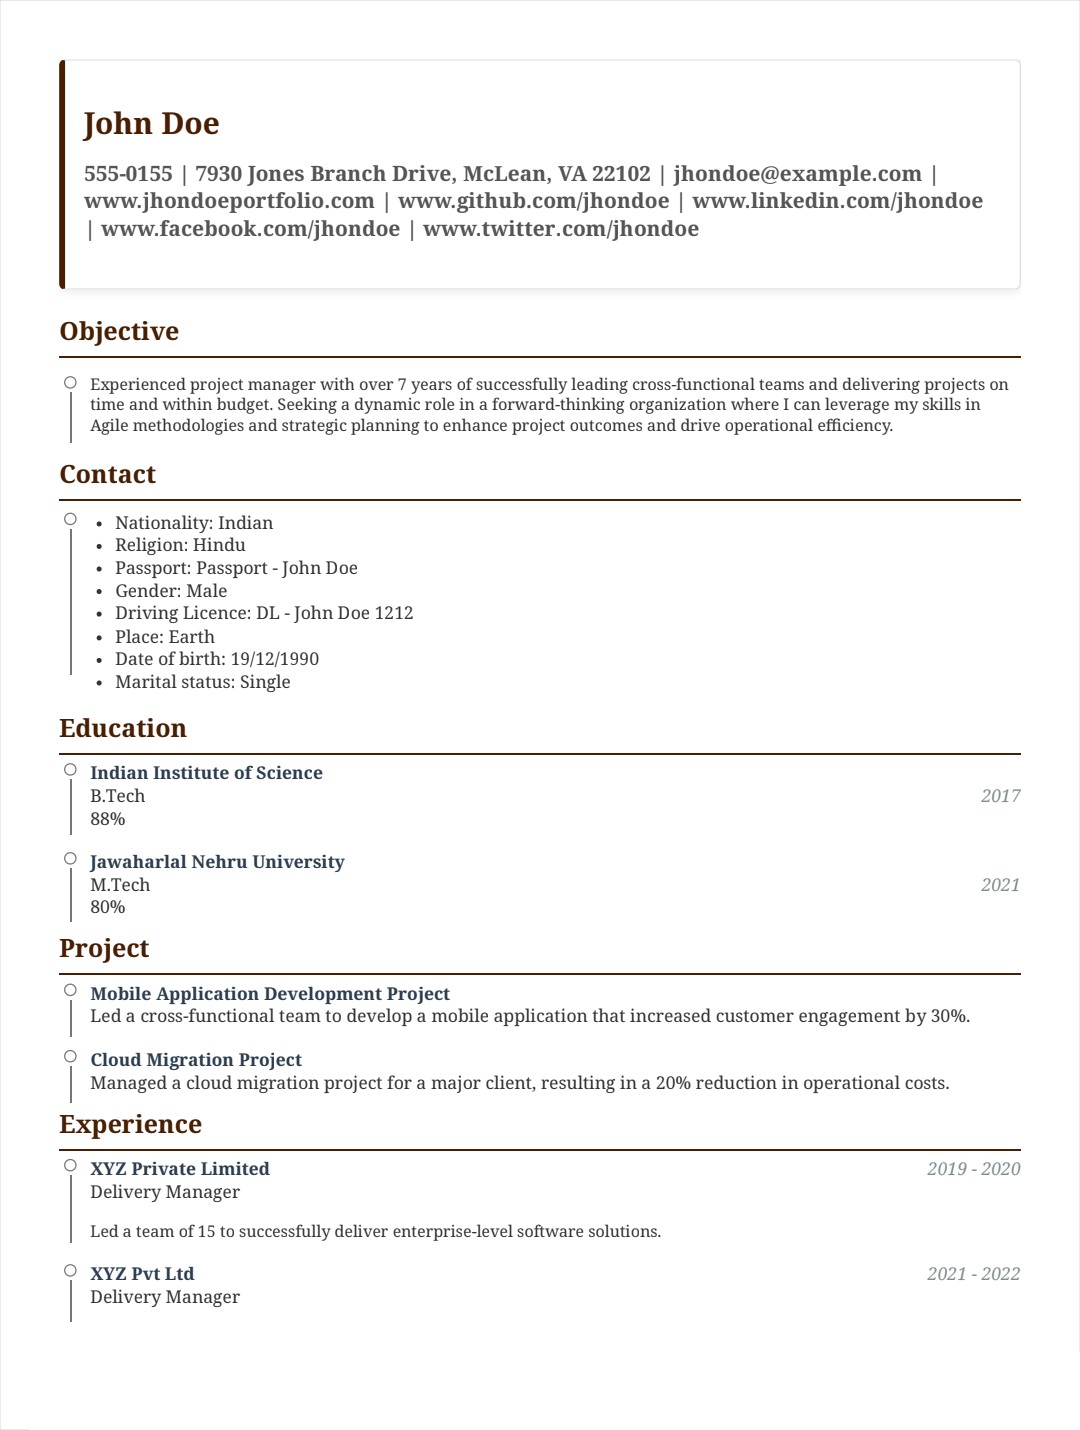 John Doe
555-0155 | 7930 Jones Branch Drive, McLean, VA 22102 | jhondoe@example.com |
www.jhondoeportfolio.com | www.github.com/jhondoe | www.linkedin.com/jhondoe
| www.facebook.com/jhondoe | www.twitter.com/jhondoe
Objective
Experienced project manager with over 7 years of successfully leading cross-functional teams and delivering projects on
time and within budget. Seeking a dynamic role in a forward-thinking organization where I can leverage my skills in
Agile methodologies and strategic planning to enhance project outcomes and drive operational efficiency.
Contact
• Nationality: Indian
• Religion: Hindu
• Passport: Passport - John Doe
• Gender: Male
• Driving Licence: DL - John Doe 1212
• Place: Earth
• Date of birth: 19/12/1990
• Marital status: Single
Education
Indian Institute of Science
B.Tech 2017
88%
Jawaharlal Nehru University
M.Tech 2021
80%
Project
Mobile Application Development Project
Led a cross-functional team to develop a mobile application that increased customer engagement by 30%.
Cloud Migration Project
Managed a cloud migration project for a major client, resulting in a 20% reduction in operational costs.
Experience
XYZ Private Limited 2019 - 2020
Delivery Manager
Led a team of 15 to successfully deliver enterprise-level software solutions.
XYZ Pvt Ltd 2021 - 2022
Delivery Manager